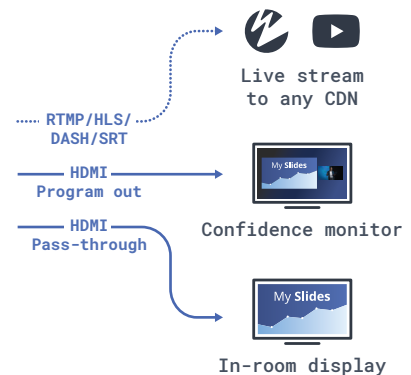 Live stream
to any CDN
RTMP/HLS/
DASH/SRT
HDMI
Program out
My Slides
Confidence monitor
HDMI
Pass-through
My Slides
In-room display